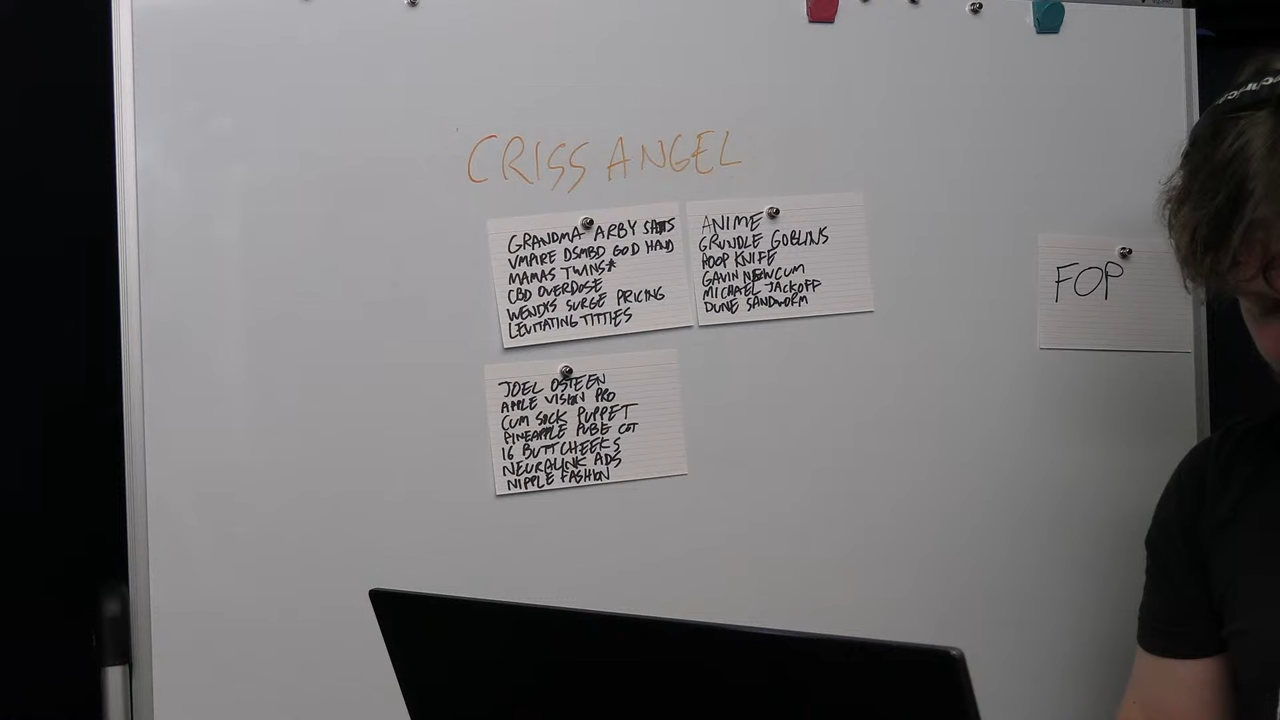 CRISS ANGEL
GRANDMA ARBY
VMPIRE DSMBD GOD HAND
MAMAS TWINS*
CBD OVERDOSE
WENDYS SURGE PRICING
LEVITATING TITTIES
ANIME
GRUNDLE GOBLINS
POOP KNIFE
GAVIN NEWCUM
MICHAEL JACKOFF
DUNE SANDWORM
JOEL OSTEEN
APPLE VISION PRO
CUM SOCK PUPPET
PINEAPPLE PUBE CUT
16 BUTTCHEEKS
NEURALINK ADS
NIPPLE FASHION
FOP